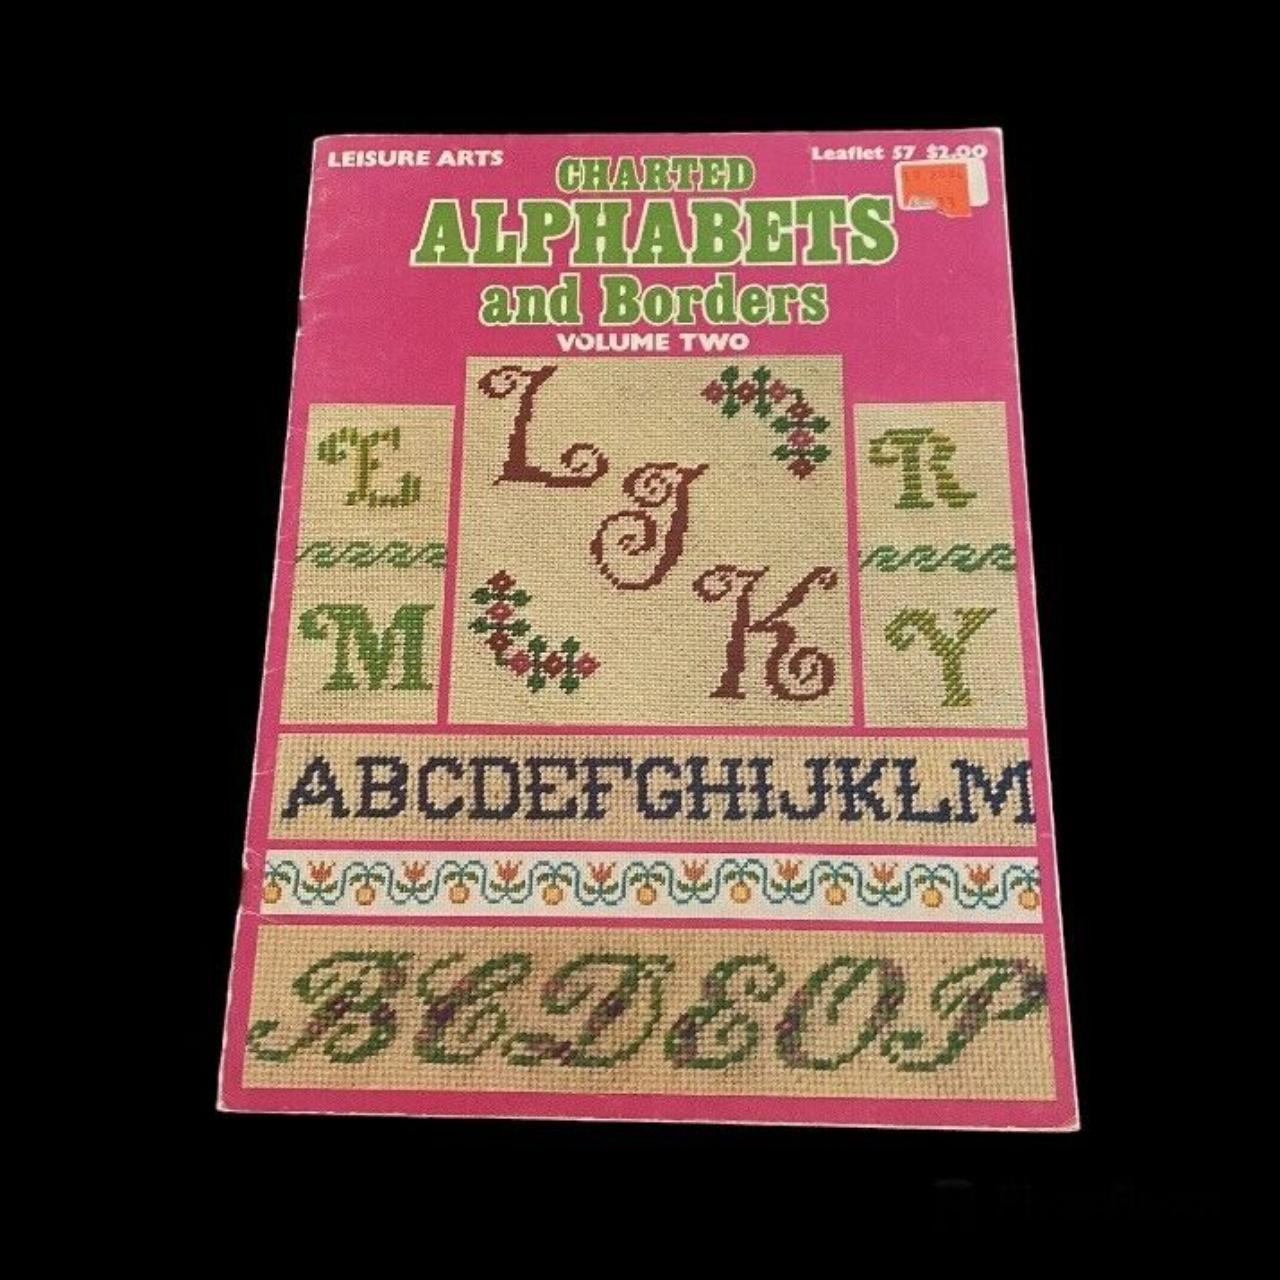 LEISURE ARTS
Leaflet 57 $2.00
CHARTED
ALPHABETS
and Borders
VOLUME TWO
L
J
K
E
M
R
Y
ABCDEFGHIJKLM
BCDEOP